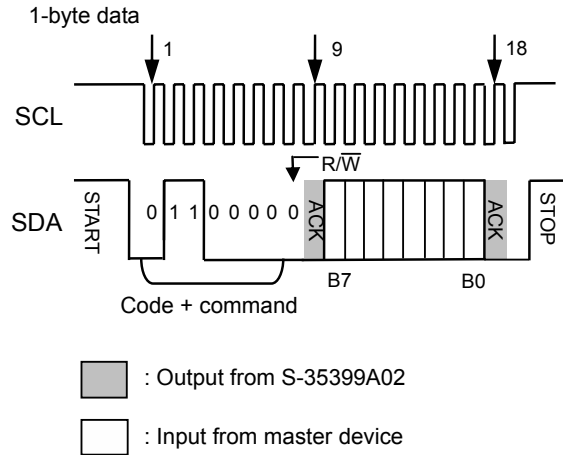 1-byte data
1 9 18
SCL
R/W̅
START 0 1 1 0 0 0 0 0 ACK ACK STOP
SDA
B7 B0
Code + command
: Output from S-35399A02
: Input from master device